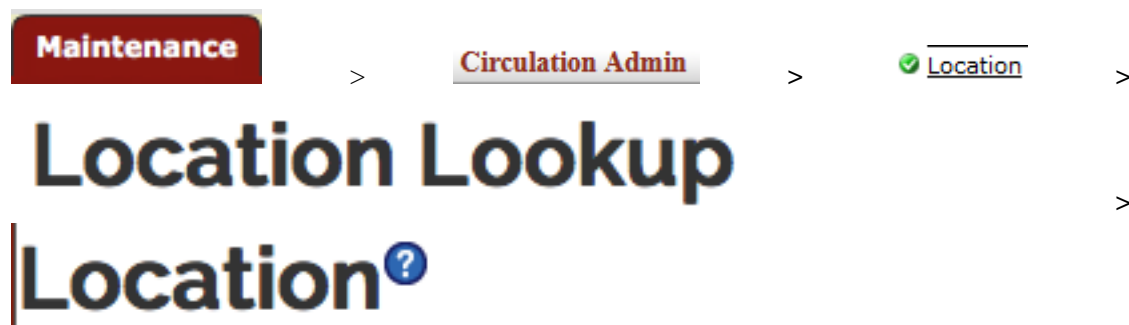 Maintenance > Circulation Admin > Location >
Location Lookup >
Location?